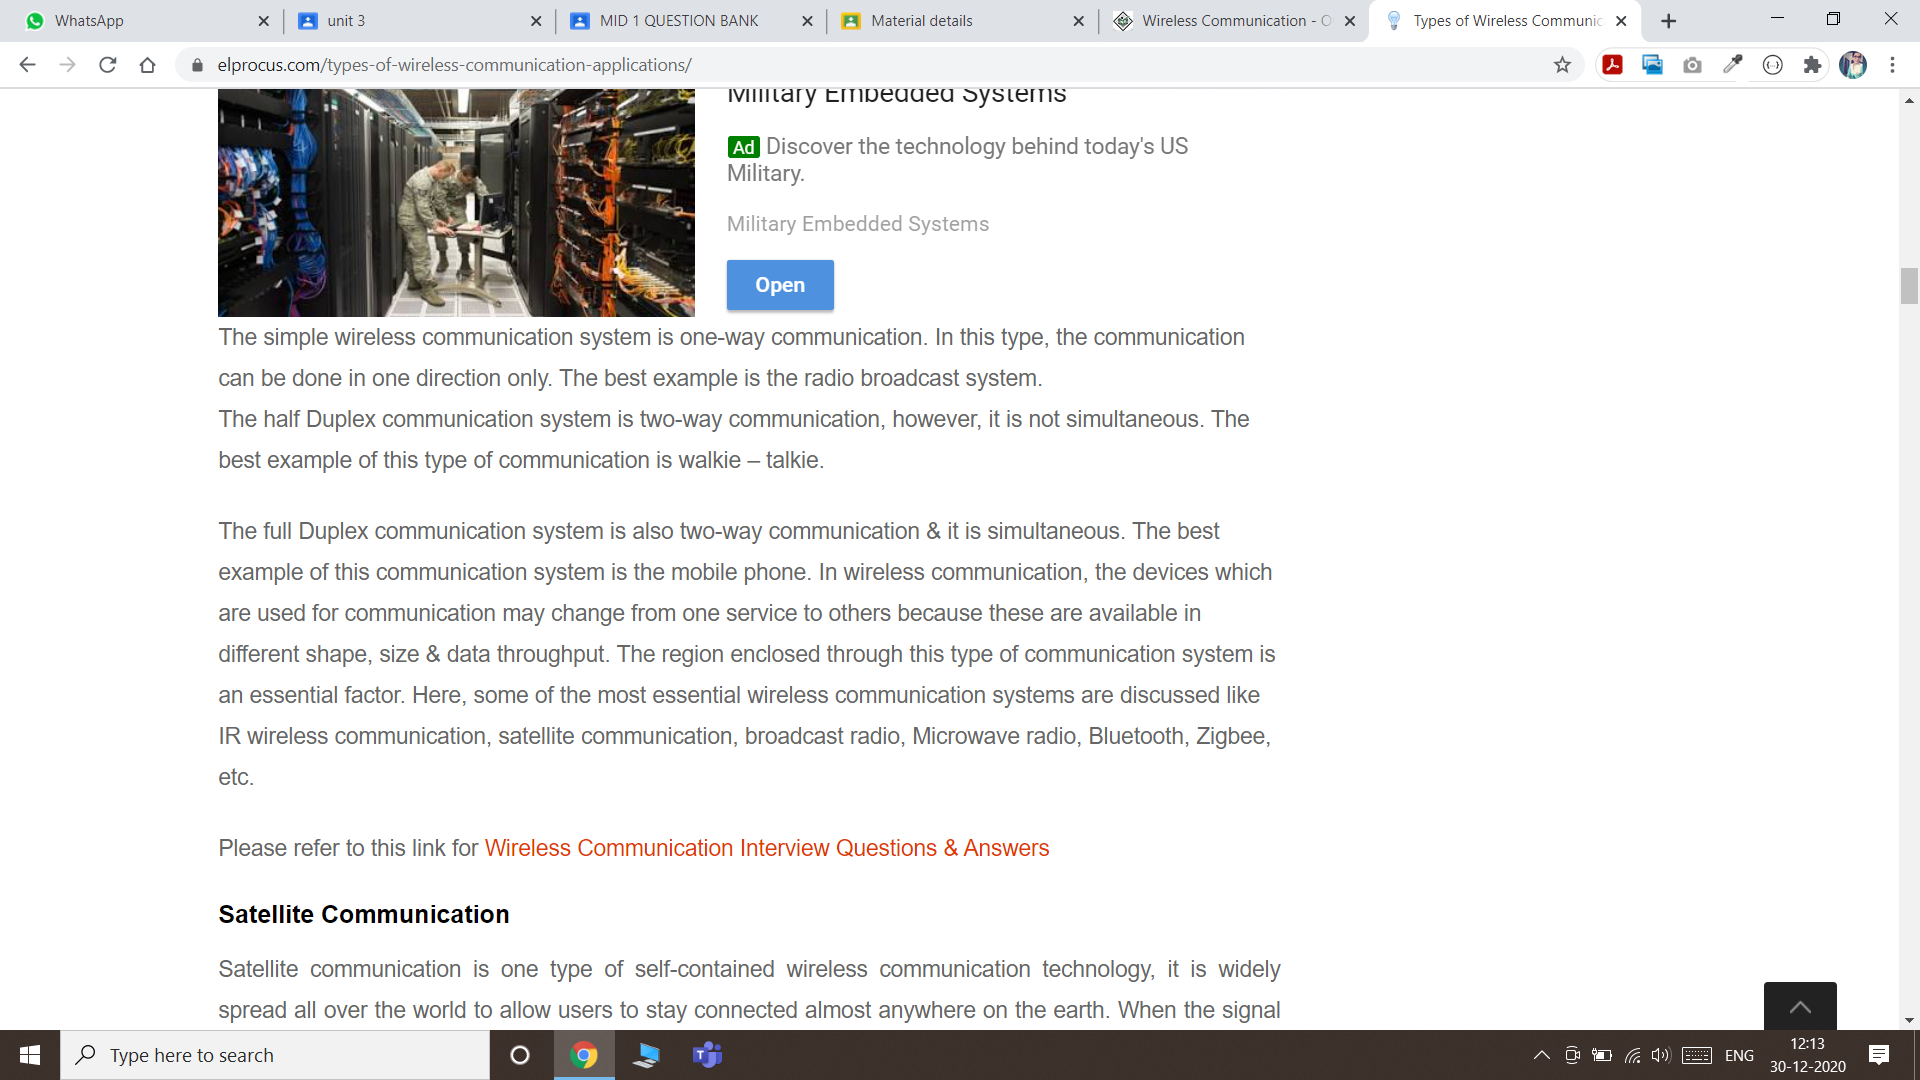 WhatsApp
unit 3
MID 1 QUESTION BANK
Material details
Wireless Communication - O
Types of Wireless Communic
elprocus.com/types-of-wireless-communication-applications/
Military Embedded Systems
Ad Discover the technology behind today's US
Military.
Military Embedded Systems
Open
The simple wireless communication system is one-way communication. In this type, the communication
can be done in one direction only. The best example is the radio broadcast system.
The half Duplex communication system is two-way communication, however, it is not simultaneous. The
best example of this type of communication is walkie – talkie.
The full Duplex communication system is also two-way communication & it is simultaneous. The best
example of this communication system is the mobile phone. In wireless communication, the devices which
are used for communication may change from one service to others because these are available in
different shape, size & data throughput. The region enclosed through this type of communication system is
an essential factor. Here, some of the most essential wireless communication systems are discussed like
IR wireless communication, satellite communication, broadcast radio, Microwave radio, Bluetooth, Zigbee,
etc.
Please refer to this link for Wireless Communication Interview Questions & Answers
Satellite Communication
Satellite communication is one type of self-contained wireless communication technology, it is widely
spread all over the world to allow users to stay connected almost anywhere on the earth. When the signal
Type here to search
ENG
12:13
30-12-2020